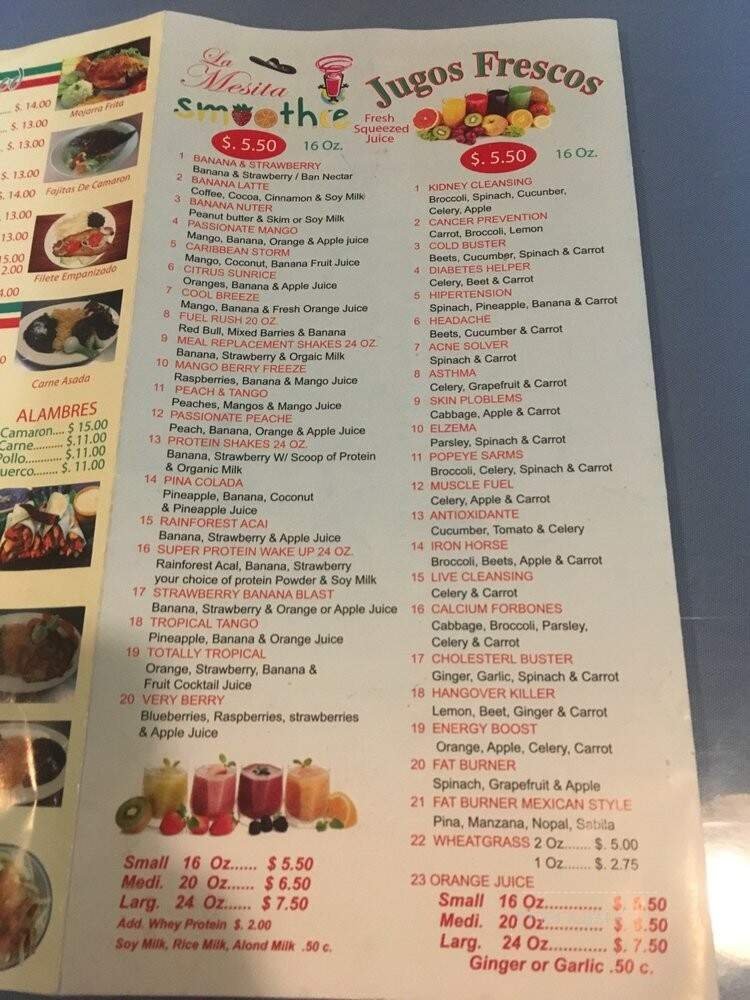 S. 14.00
S. 13.00
S. 13.00
S. 13.00
S. 14.00
13.00
13.00
15.00
2.00
4.00
Mojarra Frita
Fajitas De Camaron
Filete Empanizado
Carne Asada
ALAMBRES
Camaron.... $ 15.00
Carne.......... $.11.00
Pollo............ $.11.00
uerco........ $. 11.00
La
Mesita
smoothie
$. 5.50 16 Oz.
1 BANANA & STRAWBERRY
Banana & Strawberry / Ban Nectar
2 BANANA LATTE
Coffee, Cocoa, Cinnamon & Soy Milk
3 BANANA NUTER
Peanut butter & Skim or Soy Milk
4 PASSIONATE MANGO
Mango, Banana, Orange & Apple juice
5 CARIBBEAN STORM
Mango, Coconut, Banana Fruit Juice
6 CITRUS SUNRICE
Oranges, Banana & Apple Juice
7 COOL BREEZE
Mango, Banana & Fresh Orange Juice
8 FUEL RUSH 20 OZ.
Red Bull, Mixed Barries & Banana
9 MEAL REPLACEMENT SHAKES 24 OZ.
Banana, Strawberry & Orgaic Milk
10 MANGO BERRY FREEZE
Raspberries, Banana & Mango Juice
11 PEACH & TANGO
Peaches, Mangos & Mango Juice
12 PASSIONATE PEACHE
Peach, Banana, Orange & Apple Juice
13 PROTEIN SHAKES 24 OZ.
Banana, Strawberry W/ Scoop of Protein
& Organic Milk
14 PINA COLADA
Pineapple, Banana, Coconut
& Pineapple Juice
15 RAINFOREST ACAI
Banana, Strawberry & Apple Juice
16 SUPER PROTEIN WAKE UP 24 OZ.
Rainforest Acal, Banana, Strawberry
your choice of protein Powder & Soy Milk
17 STRAWBERRY BANANA BLAST
Banana, Strawberry & Orange or Apple Juice
18 TROPICAL TANGO
Pineapple, Banana & Orange Juice
19 TOTALLY TROPICAL
Orange, Strawberry, Banana &
Fruit Cocktail Juice
20 VERY BERRY
Blueberries, Raspberries, strawberries
& Apple Juice
Small 16 Oz...... $ 5.50
Medi. 20 Oz...... $ 6.50
Larg. 24 Oz...... $ 7.50
Add. Whey Protein $. 2.00
Soy Milk, Rice Milk, Alond Milk .50 c.
Jugos Frescos
Fresh
Squeezed
Juice
$. 5.50 16 Oz.
1 KIDNEY CLEANSING
Broccoli, Spinach, Cucunber,
Celery, Apple
2 CANCER PREVENTION
Carrot, Broccoli, Lemon
3 COLD BUSTER
Beets, Cucumber, Spinach & Carrot
4 DIABETES HELPER
Celery, Beet & Carrot
5 HIPERTENSION
Spinach, Pineapple, Banana & Carrot
6 HEADACHE
Beets, Cucumber & Carrot
7 ACNE SOLVER
Spinach & Carrot
8 ASTHMA
Celery, Grapefruit & Carrot
9 SKIN PLOBLEMS
Cabbage, Apple & Carrot
10 ELZEMA
Parsley, Spinach & Carrot
11 POPEYE SARMS
Broccoli, Celery, Spinach & Carrot
12 MUSCLE FUEL
Celery, Apple & Carrot
13 ANTIOXIDANTE
Cucumber, Tomato & Celery
14 IRON HORSE
Broccoli, Beets, Apple & Carrot
15 LIVE CLEANSING
Celery & Carrot
16 CALCIUM FORBONES
Cabbage, Broccoli, Parsley,
Celery & Carrot
17 CHOLESTERL BUSTER
Ginger, Garlic, Spinach & Carrot
18 HANGOVER KILLER
Lemon, Beet, Ginger & Carrot
19 ENERGY BOOST
Orange, Apple, Celery, Carrot
20 FAT BURNER
Spinach, Grapefruit & Apple
21 FAT BURNER MEXICAN STYLE
Pina, Manzana, Nopal, Sabila
22 WHEATGRASS 2 Oz....... $. 5.00
1 Oz....... $. 2.75
23 ORANGE JUICE
Small 16 Oz............ $. 5.50
Medi. 20 Oz............ $. 6.50
Larg. 24 Oz............ $. 7.50
Ginger or Garlic .50 c.